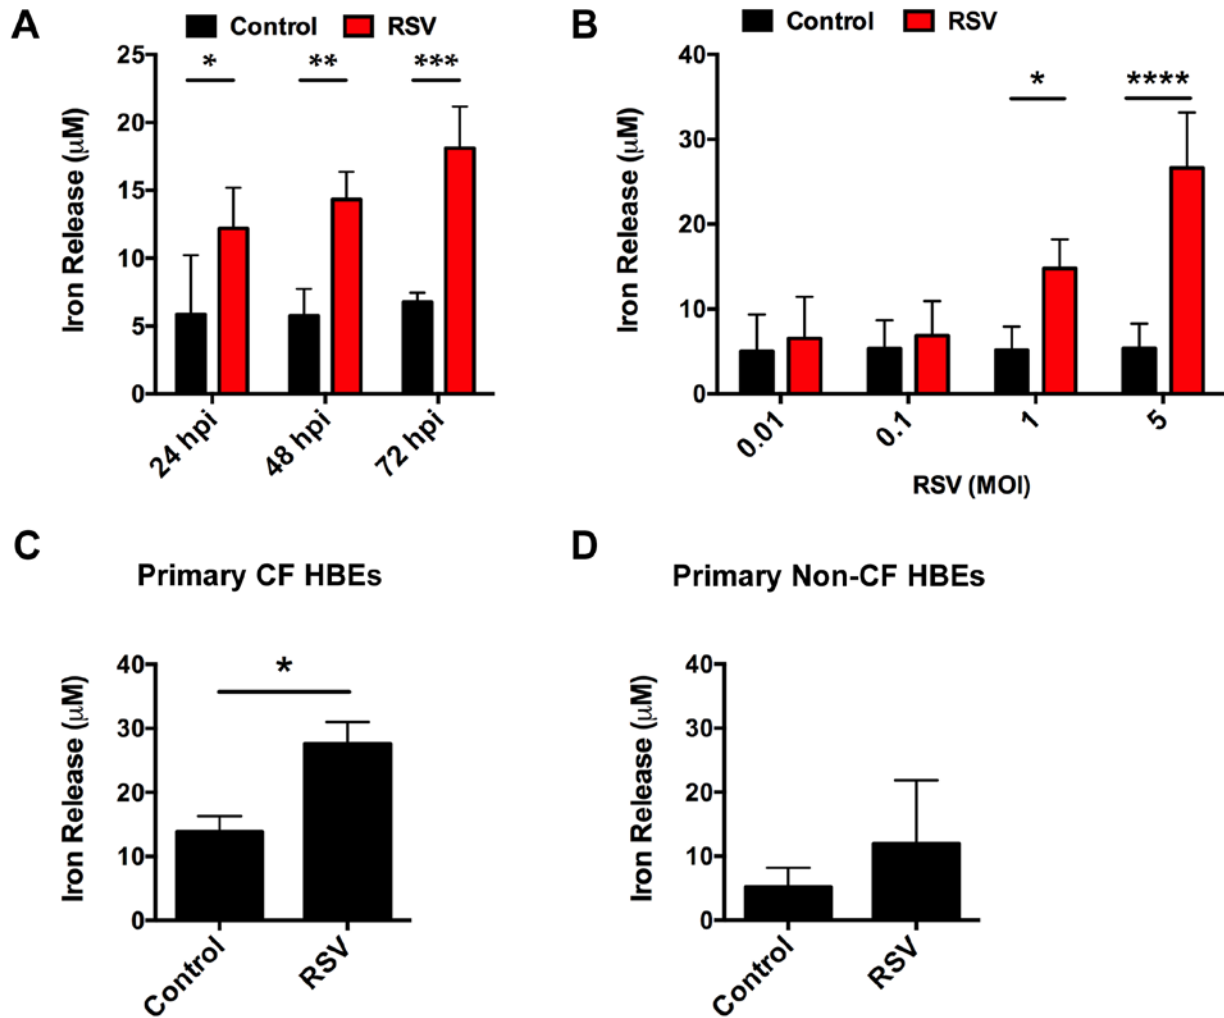 A
Control RSV
Iron Release (μM)
25
20
15
10
5
0
* ** ***
24 hpi 48 hpi 72 hpi
B
Control RSV
Iron Release (μM)
40
30
20
10
0
* ****
0.01 0.1 1 5
RSV (MOI)
C
Primary CF HBEs
Iron Release (μM)
40
30
20
10
0
*
Control RSV
D
Primary Non-CF HBEs
Iron Release (μM)
40
30
20
10
0
Control RSV